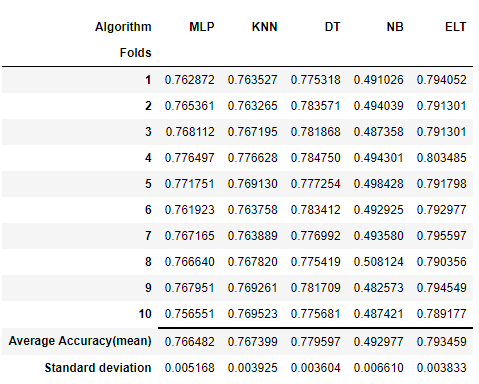 Algorithm MLP KNN DT NB ELT
Folds
1 0.762872 0.763527 0.775318 0.491026 0.794052
2 0.765361 0.763265 0.783571 0.494039 0.791301
3 0.768112 0.767195 0.781868 0.487358 0.791301
4 0.776497 0.776628 0.784750 0.494301 0.803485
5 0.771751 0.769130 0.777254 0.498428 0.791798
6 0.761923 0.763758 0.783412 0.492925 0.792977
7 0.767165 0.763889 0.776992 0.493580 0.795597
8 0.766640 0.767820 0.775419 0.508124 0.790356
9 0.767951 0.769261 0.781709 0.482573 0.794549
10 0.756551 0.769523 0.775681 0.487421 0.789177
Average Accuracy(mean) 0.766482 0.767399 0.779597 0.492977 0.793459
Standard deviation 0.005168 0.003925 0.003604 0.006610 0.003833